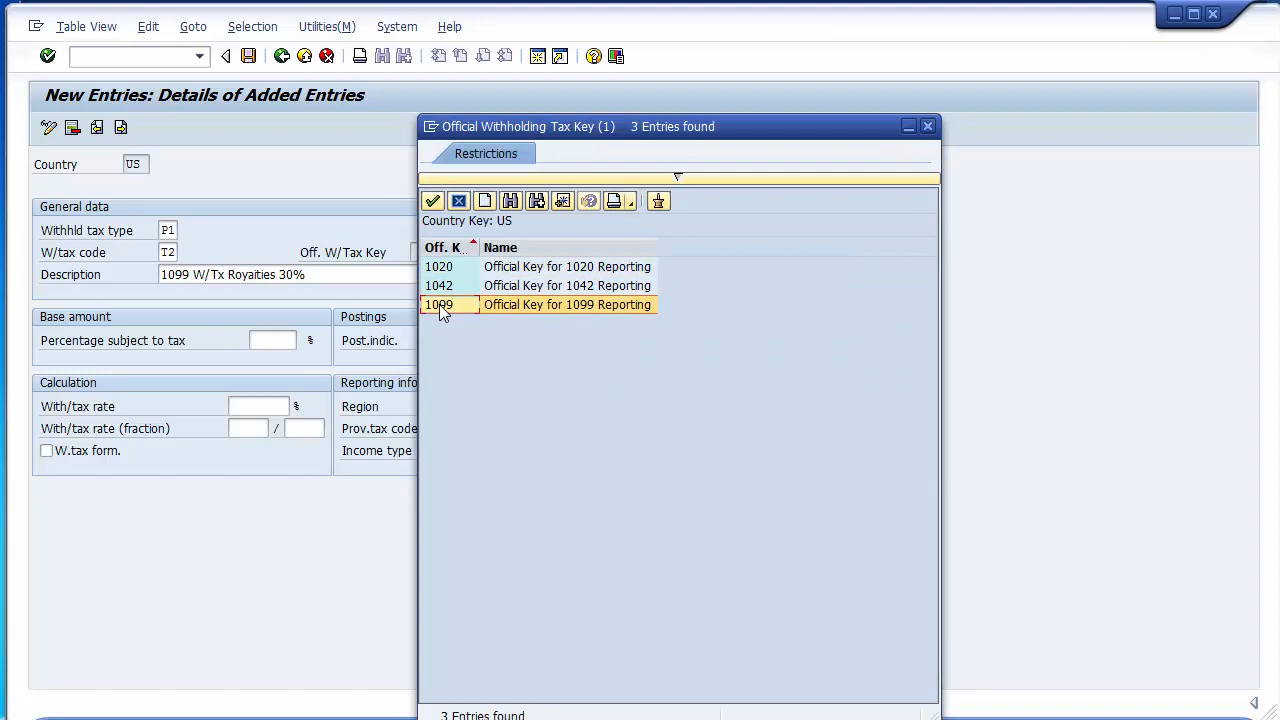 Table View Edit Goto Selection Utilities(M) System Help
New Entries: Details of Added Entries
Country US
General data
Withhld tax type P1
W/tax code T2 Off. W/Tax Key
Description 1099 W/Tx Royaities 30%
Base amount Postings
Percentage subject to tax % Post.indic.
Calculation Reporting info
With/tax rate % Region
With/tax rate (fraction) / Prov.tax code
W.tax form. Income type
Official Withholding Tax Key (1) 3 Entries found
Restrictions
Country Key: US
Off. K... Name
1020 Official Key for 1020 Reporting
1042 Official Key for 1042 Reporting
1099 Official Key for 1099 Reporting
3 Entries found